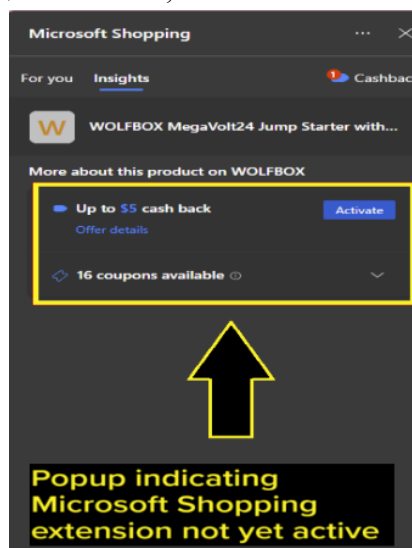 Microsoft Shopping
For you Insights 1 Cashbac
W WOLFBOX MegaVolt24 Jump Starter with...
More about this product on WOLFBOX
Up to $5 cash back Activate
Offer details
16 coupons available
Popup indicating
Microsoft Shopping
extension not yet active